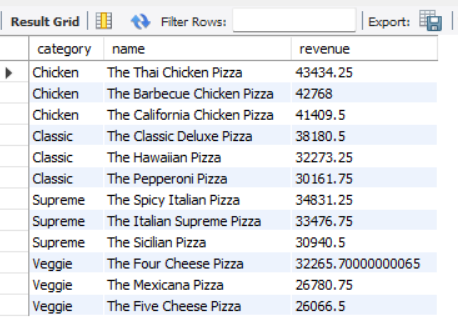 Result Grid Filter Rows: Export:
category name revenue
Chicken The Thai Chicken Pizza 43434.25
Chicken The Barbecue Chicken Pizza 42768
Chicken The California Chicken Pizza 41409.5
Classic The Classic Deluxe Pizza 38180.5
Classic The Hawaiian Pizza 32273.25
Classic The Pepperoni Pizza 30161.75
Supreme The Spicy Italian Pizza 34831.25
Supreme The Italian Supreme Pizza 33476.75
Supreme The Sicilian Pizza 30940.5
Veggie The Four Cheese Pizza 32265.70000000065
Veggie The Mexicana Pizza 26780.75
Veggie The Five Cheese Pizza 26066.5